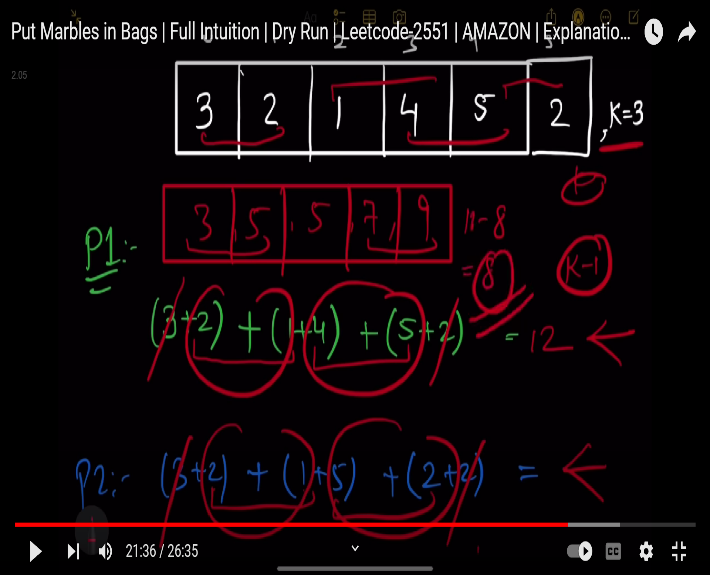 Put Marbles in Bags | Full Intuition | Dry Run | Leetcode-2551 | AMAZON | Explanatio...
2.05
3 2 1 4 5 2 , K=3
3 5 5 7 9
P1:-
= 8 K-1
(3+2) + (1+4) + (5+2) = 12 ←
P2:- (3+2) + (1+5) + (2+2) = ←
21:36 / 26:35
CC